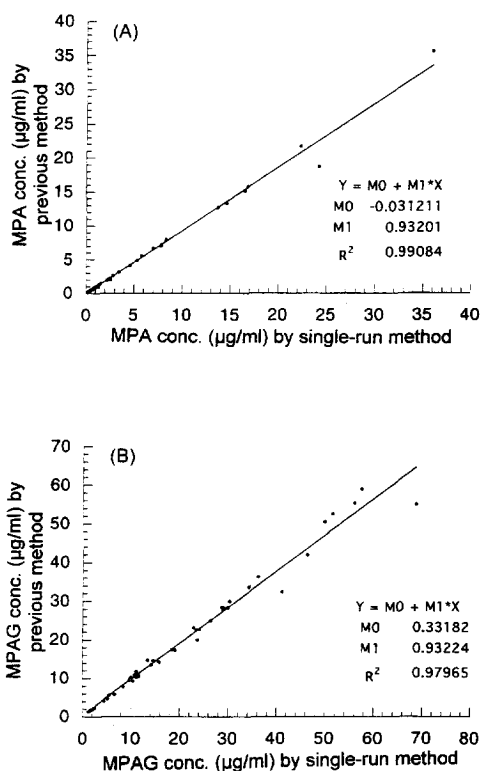 (A)
MPA conc. (µg/ml) by
previous method
40
35
30
25
20
15
10
5
0
Y = M0 + M1*X
M0 -0.031211
M1 0.93201
R² 0.99084
0 5 10 15 20 25 30 35 40
MPA conc. (µg/ml) by single-run method
(B)
MPAG conc. (µg/ml) by
previous method
70
60
50
40
30
20
10
0
Y = M0 + M1*X
M0 0.33182
M1 0.93224
R² 0.97965
0 10 20 30 40 50 60 70 80
MPAG conc. (µg/ml) by single-run method